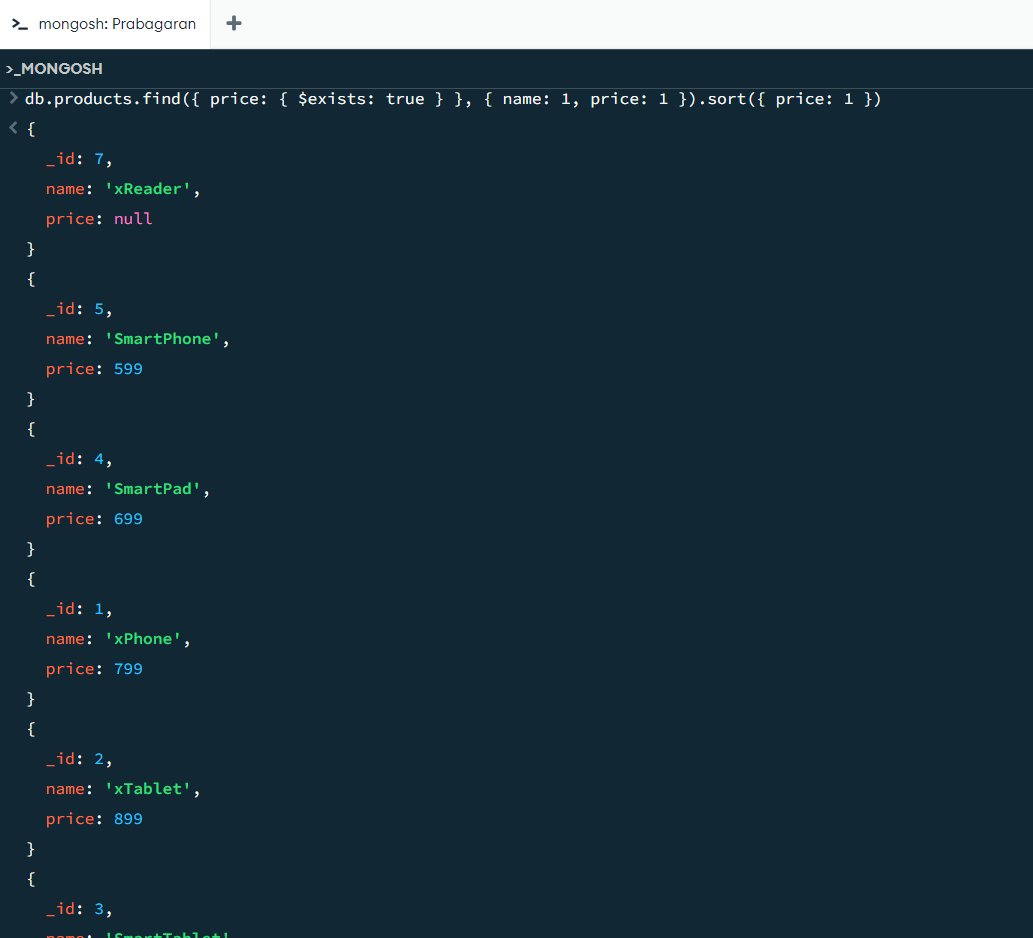 >_ mongosh: Prabagaran +
>_MONGOSH
> db.products.find({ price: { $exists: true } }, { name: 1, price: 1 }).sort({ price: 1 })
< {
_id: 7,
name: 'xReader',
price: null
}
{
_id: 5,
name: 'SmartPhone',
price: 599
}
{
_id: 4,
name: 'SmartPad',
price: 699
}
{
_id: 1,
name: 'xPhone',
price: 799
}
{
_id: 2,
name: 'xTablet',
price: 899
}
{
_id: 3,
name: 'SmartTablet'